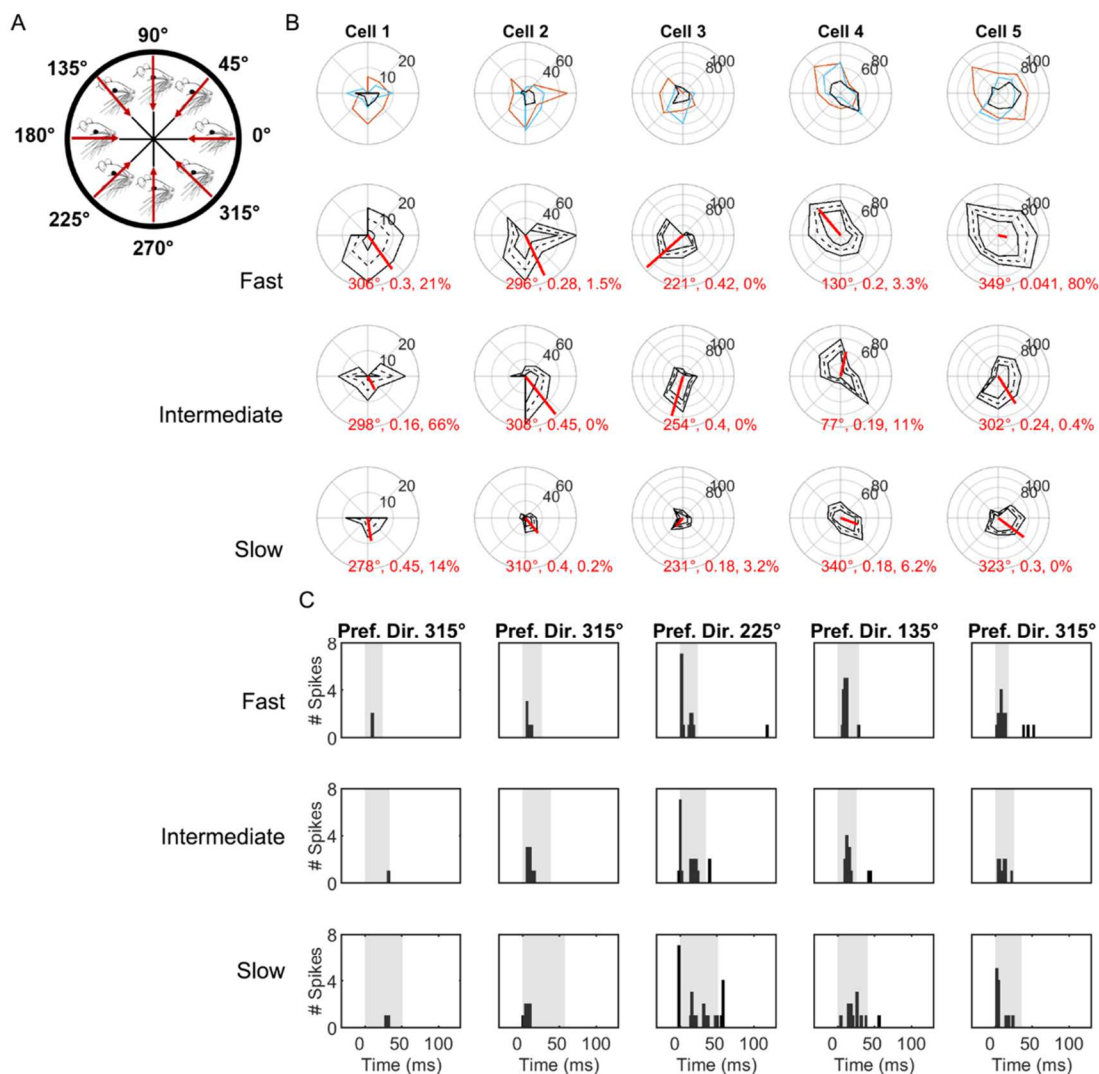 A
90°
135° 45°
180° 0°
225° 315°
270°
B
Cell 1 Cell 2 Cell 3 Cell 4 Cell 5
20 60 100 80 100
10 40 80 60 80
Fast
20 60 100 80 100
10 40 80 60 80
306°, 0.3, 21% 296°, 0.28, 1.5% 221°, 0.42, 0% 130°, 0.2, 3.3% 349°, 0.041, 80%
Intermediate
20 60 100 80 100
10 40 80 60 80
298°, 0.16, 66% 308°, 0.45, 0% 254°, 0.4, 0% 77°, 0.19, 11% 302°, 0.24, 0.4%
Slow
20 60 100 80 100
10 40 80 60 80
278°, 0.45, 14% 310°, 0.4, 0.2% 231°, 0.18, 3.2% 340°, 0.18, 6.2% 323°, 0.3, 0%
C
Pref. Dir. 315° Pref. Dir. 315° Pref. Dir. 225° Pref. Dir. 135° Pref. Dir. 315°
Fast
# Spikes
8
4
0
Intermediate
# Spikes
8
4
0
Slow
# Spikes
8
4
0
0 50 100 0 50 100 0 50 100 0 50 100 0 50 100
Time (ms) Time (ms) Time (ms) Time (ms) Time (ms)